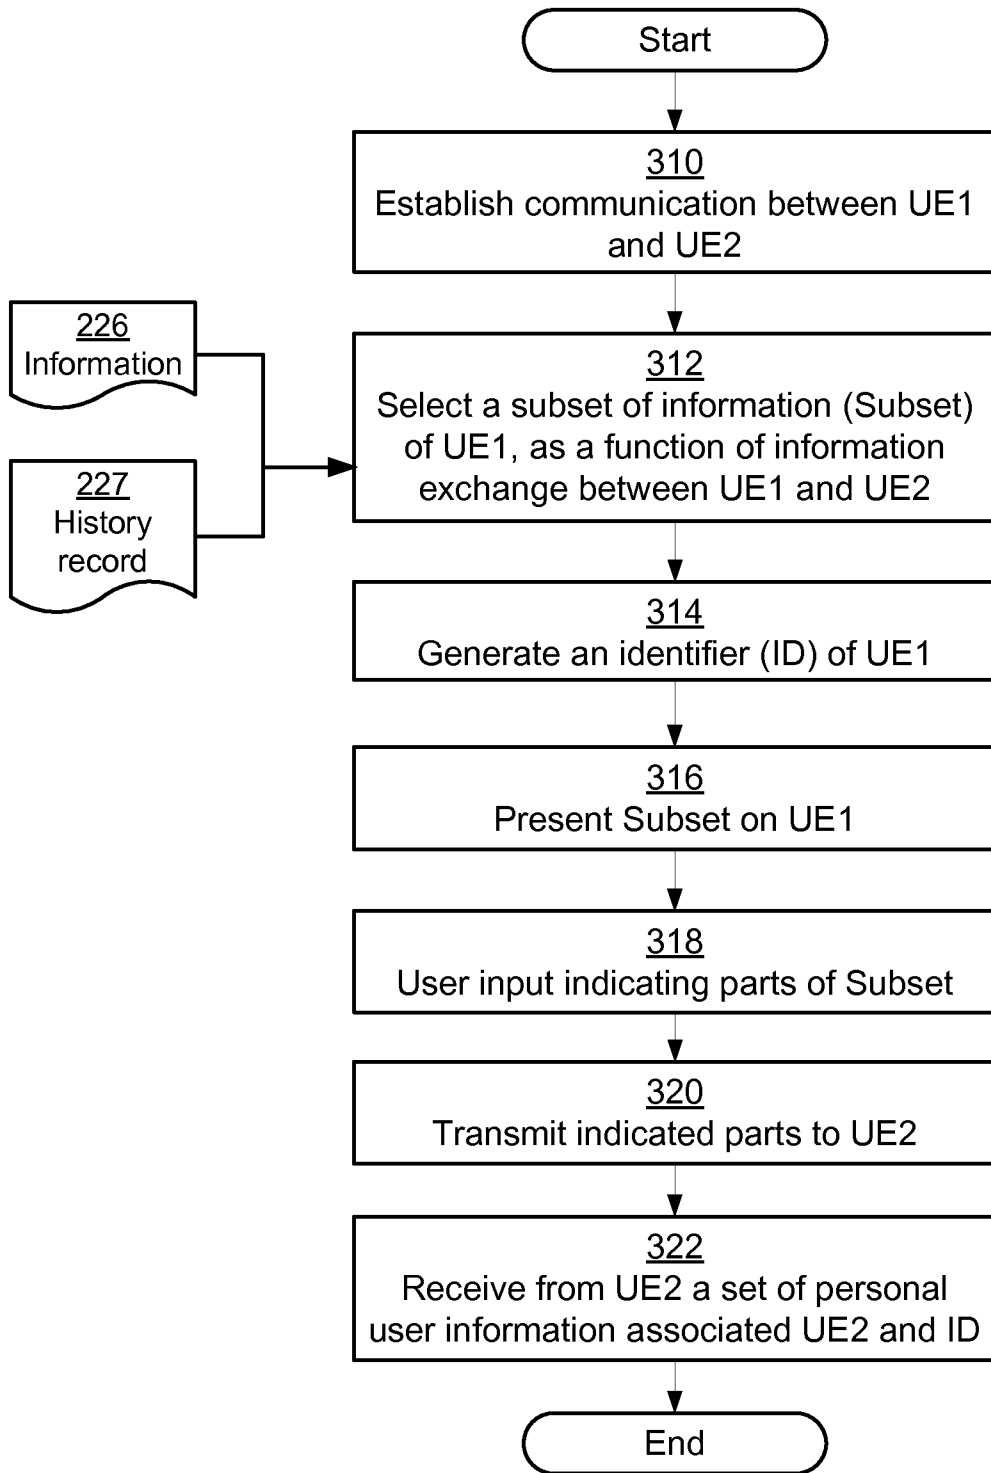 Start
310
Establish communication between UE1
and UE2
226
Information
227
History
record
312
Select a subset of information (Subset)
of UE1, as a function of information
exchange between UE1 and UE2
314
Generate an identifier (ID) of UE1
316
Present Subset on UE1
318
User input indicating parts of Subset
320
Transmit indicated parts to UE2
322
Receive from UE2 a set of personal
user information associated UE2 and ID
End